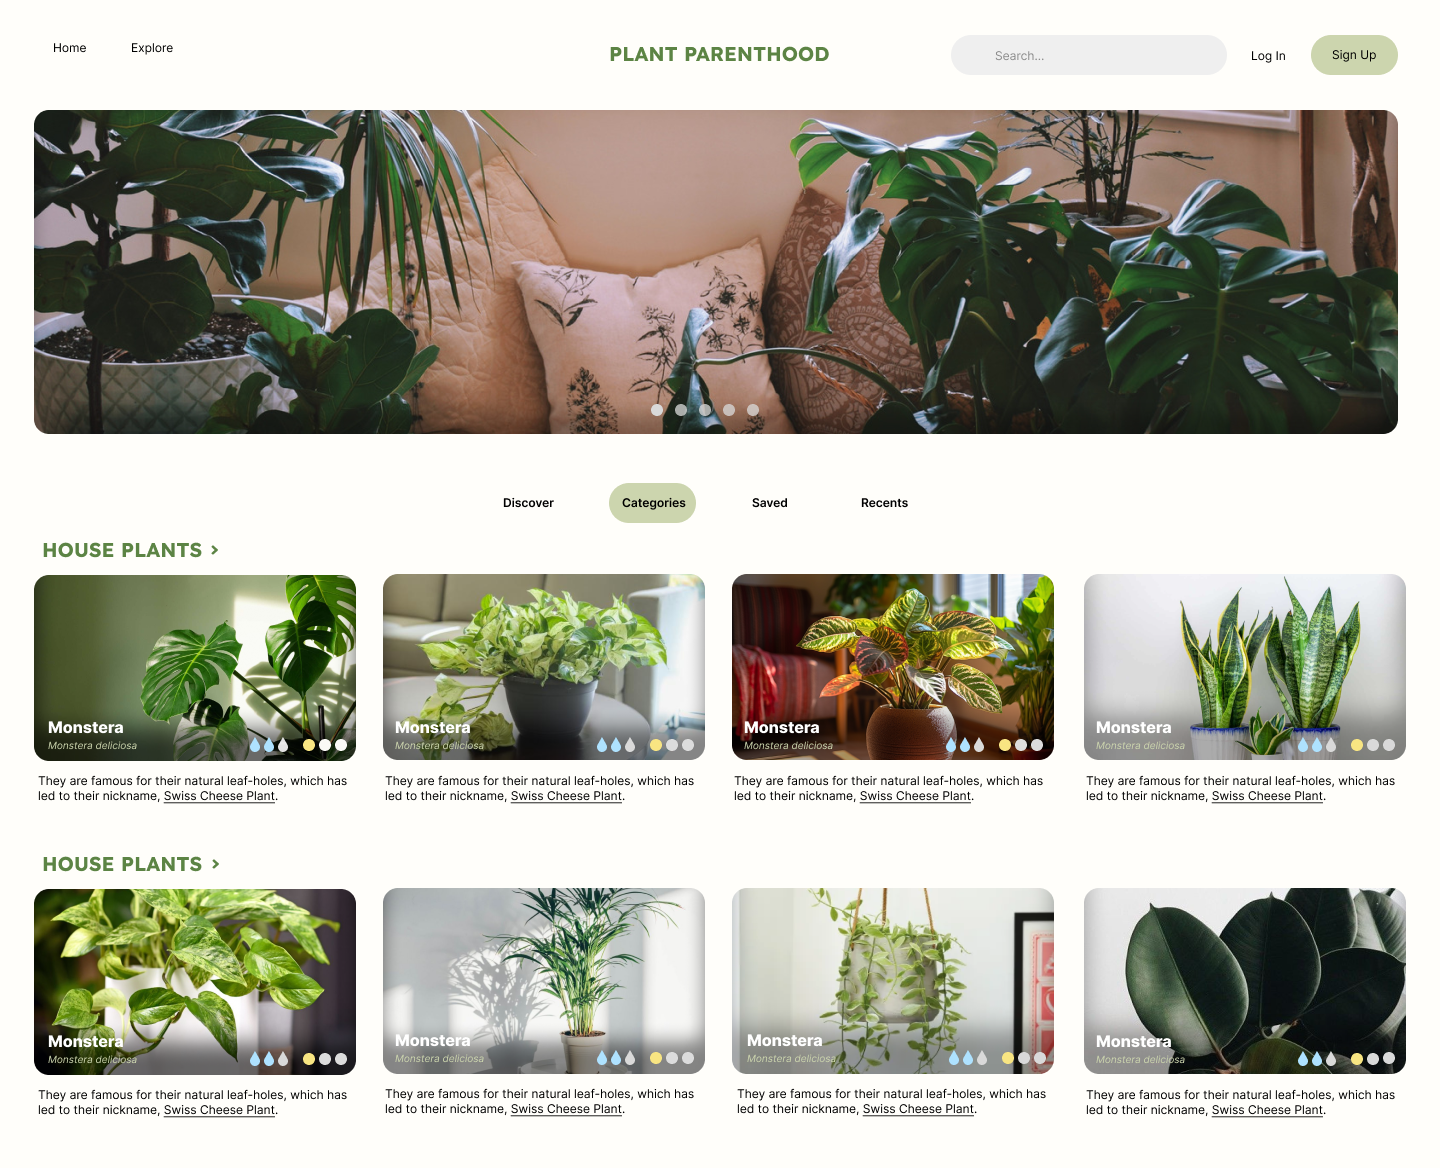 Home Explore PLANT PARENTHOOD Search... Log In Sign Up
Discover Categories Saved Recents
HOUSE PLANTS >
Monstera
Monstera deliciosa
They are famous for their natural leaf-holes, which has
led to their nickname, Swiss Cheese Plant.
Monstera
Monstera deliciosa
They are famous for their natural leaf-holes, which has
led to their nickname, Swiss Cheese Plant.
Monstera
Monstera deliciosa
They are famous for their natural leaf-holes, which has
led to their nickname, Swiss Cheese Plant.
Monstera
Monstera deliciosa
They are famous for their natural leaf-holes, which has
led to their nickname, Swiss Cheese Plant.
HOUSE PLANTS >
Monstera
Monstera deliciosa
They are famous for their natural leaf-holes, which has
led to their nickname, Swiss Cheese Plant.
Monstera
Monstera deliciosa
They are famous for their natural leaf-holes, which has
led to their nickname, Swiss Cheese Plant.
Monstera
Monstera deliciosa
They are famous for their natural leaf-holes, which has
led to their nickname, Swiss Cheese Plant.
Monstera
Monstera deliciosa
They are famous for their natural leaf-holes, which has
led to their nickname, Swiss Cheese Plant.